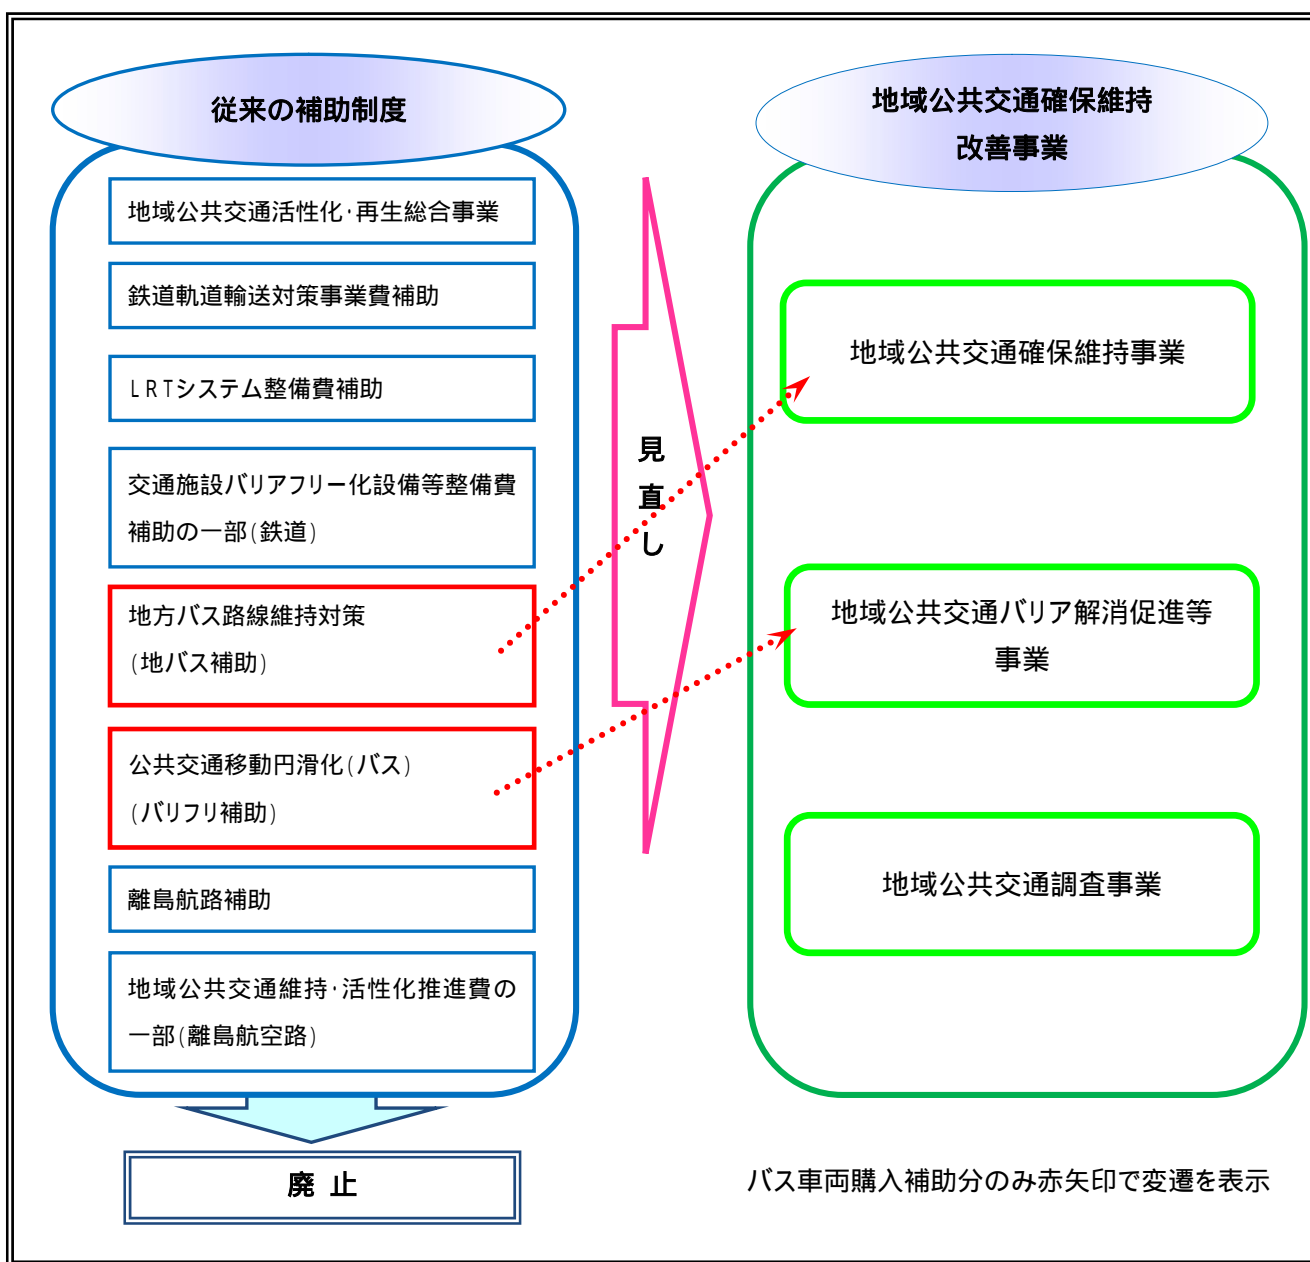 従来の補助制度
地域公共交通活性化･再生総合事業
鉄道軌道輸送対策事業費補助
LRTシステム整備費補助
交通施設バリアフリー化設備等整備費
補助の一部(鉄道)
地方バス路線維持対策
(地バス補助)
公共交通移動円滑化(バス)
(バリフリ補助)
離島航路補助
地域公共交通維持･活性化推進費の
一部(離島航空路)
廃 止
見
直
し
地域公共交通確保維持
改善事業
地域公共交通確保維持事業
地域公共交通バリア解消促進等
事業
地域公共交通調査事業
バス車両購入補助分のみ赤矢印で変遷を表示